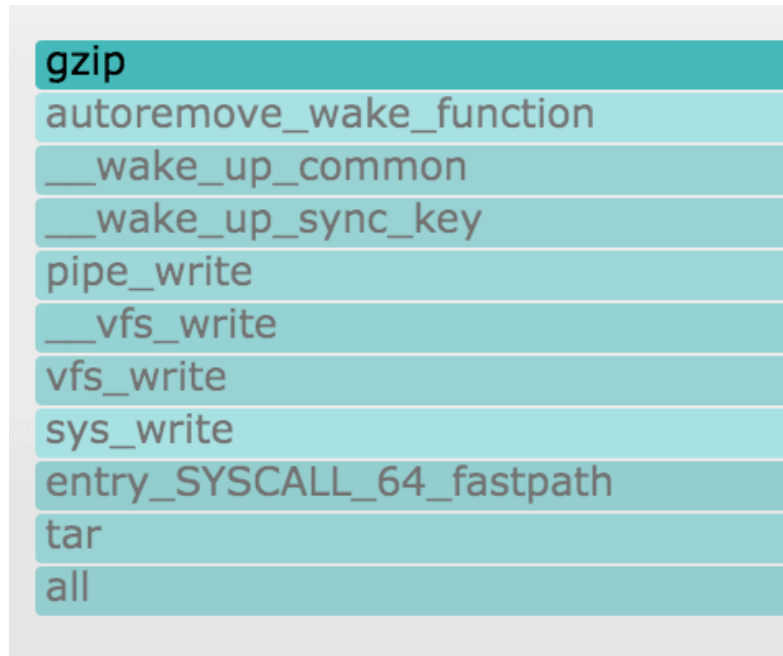 gzip
autoremove_wake_function
__wake_up_common
__wake_up_sync_key
pipe_write
__vfs_write
vfs_write
sys_write
entry_SYSCALL_64_fastpath
tar
all